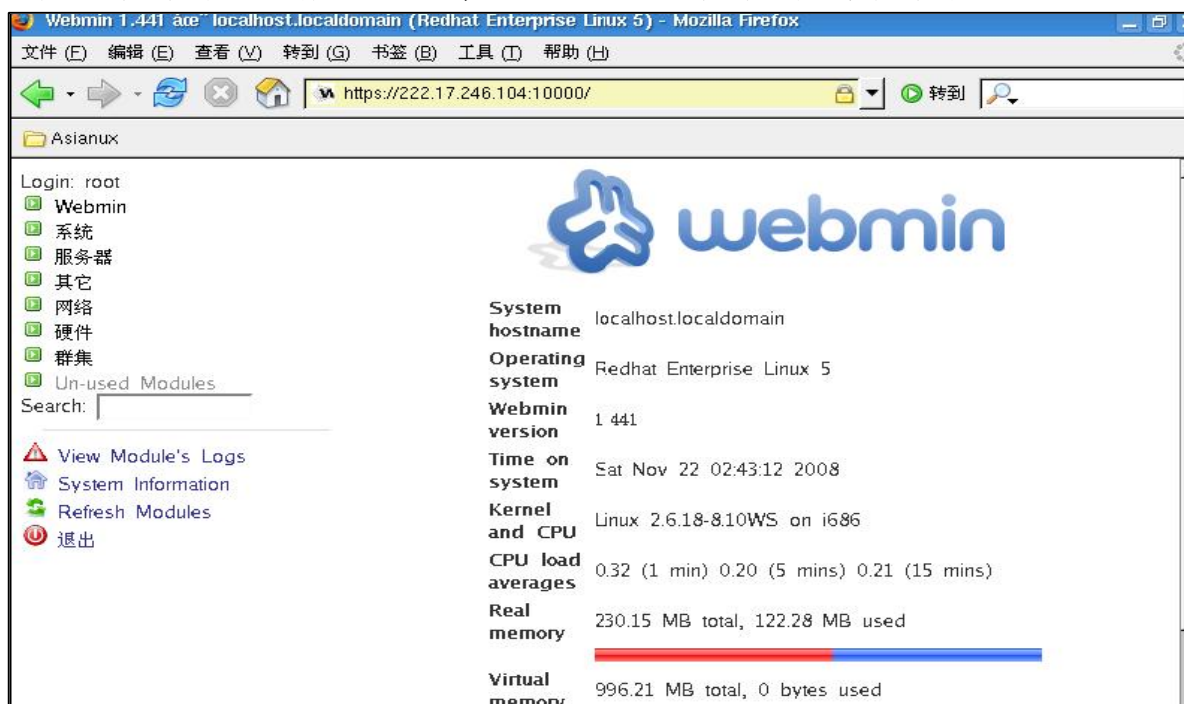 Webmin 1.441 âœ¨ localhost.localdomain (Redhat Enterprise Linux 5) - Mozilla Firefox
文件 (F) 编辑 (E) 查看 (V) 转到 (G) 书签 (B) 工具 (T) 帮助 (H)
https://222.17.246.104:10000/ 转到
Asianux
Login: root
Webmin
系统
服务器
其它
网络
硬件
群集
Un-used Modules
Search:
View Module's Logs
System Information
Refresh Modules
退出
webmin
System hostname localhost.localdomain
Operating system Redhat Enterprise Linux 5
Webmin version 1.441
Time on system Sat Nov 22 02:43:12 2008
Kernel and CPU Linux 2.6.18-8.10WS on i686
CPU load averages 0.32 (1 min) 0.20 (5 mins) 0.21 (15 mins)
Real memory 230.15 MB total, 122.28 MB used
Virtual memory 996.21 MB total, 0 bytes used